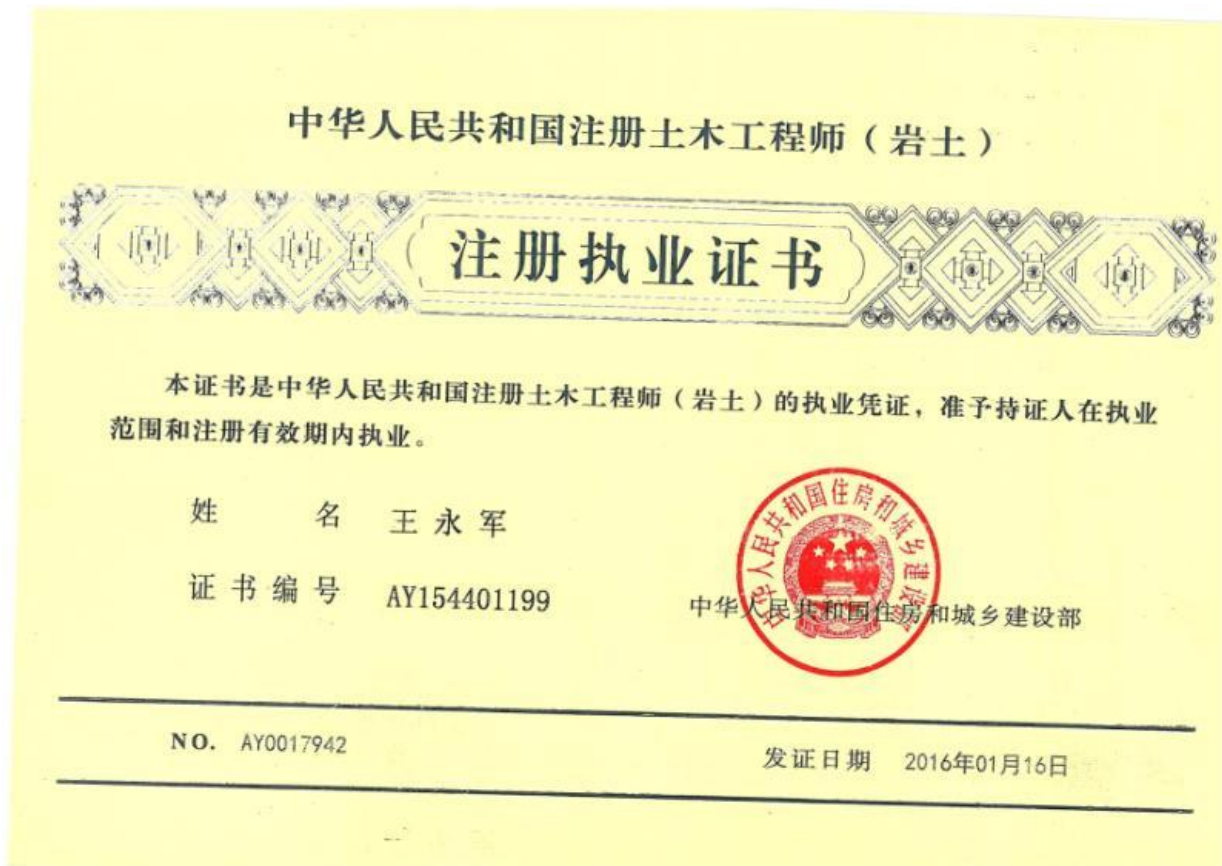 中华人民共和国注册土木工程师（岩土）
注册执业证书
本证书是中华人民共和国注册土木工程师（岩土）的执业凭证，准予持证人在执业
范围和注册有效期内执业。
姓 名 王永军
证书编号 AY154401199
中华人民共和国住房和城乡建设部
中华人民共和国住房和城乡建设部
NO. AY0017942
发证日期 2016年01月16日